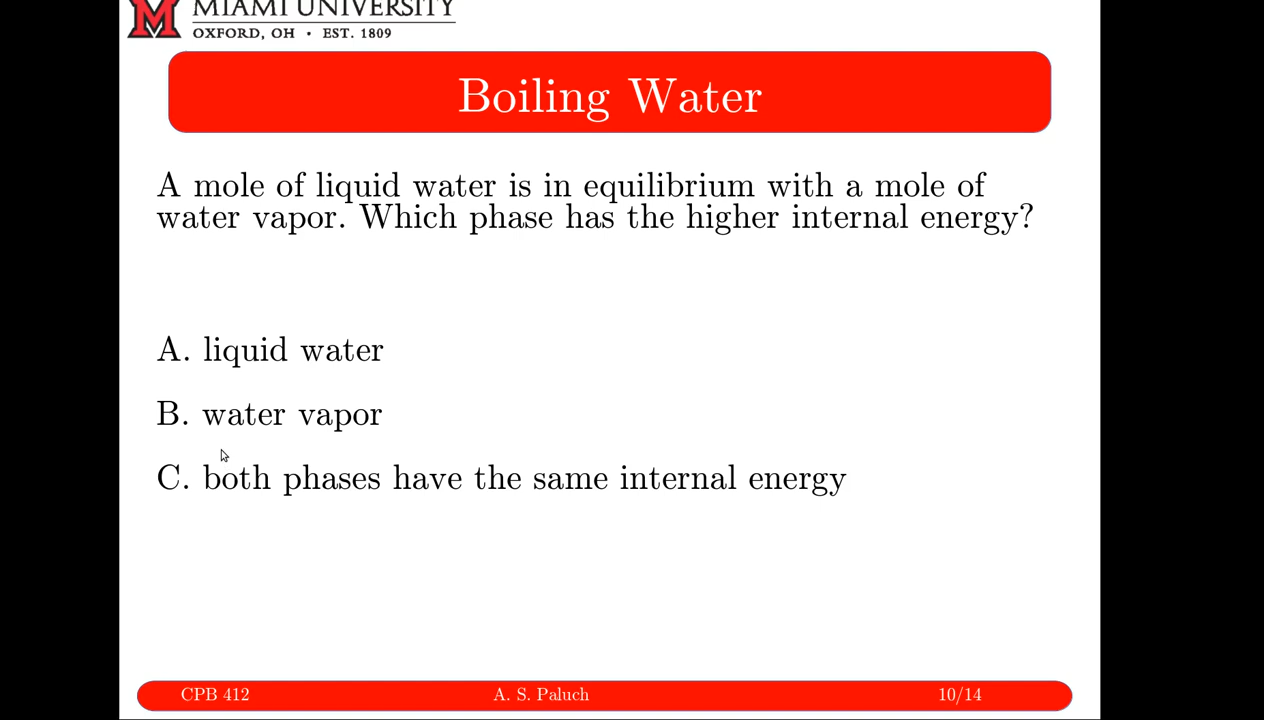 MIAMI UNIVERSITY
OXFORD, OH • EST. 1809
Boiling Water
A mole of liquid water is in equilibrium with a mole of
water vapor. Which phase has the higher internal energy?
A. liquid water
B. water vapor
C. both phases have the same internal energy
CPB 412 A. S. Paluch 10/14